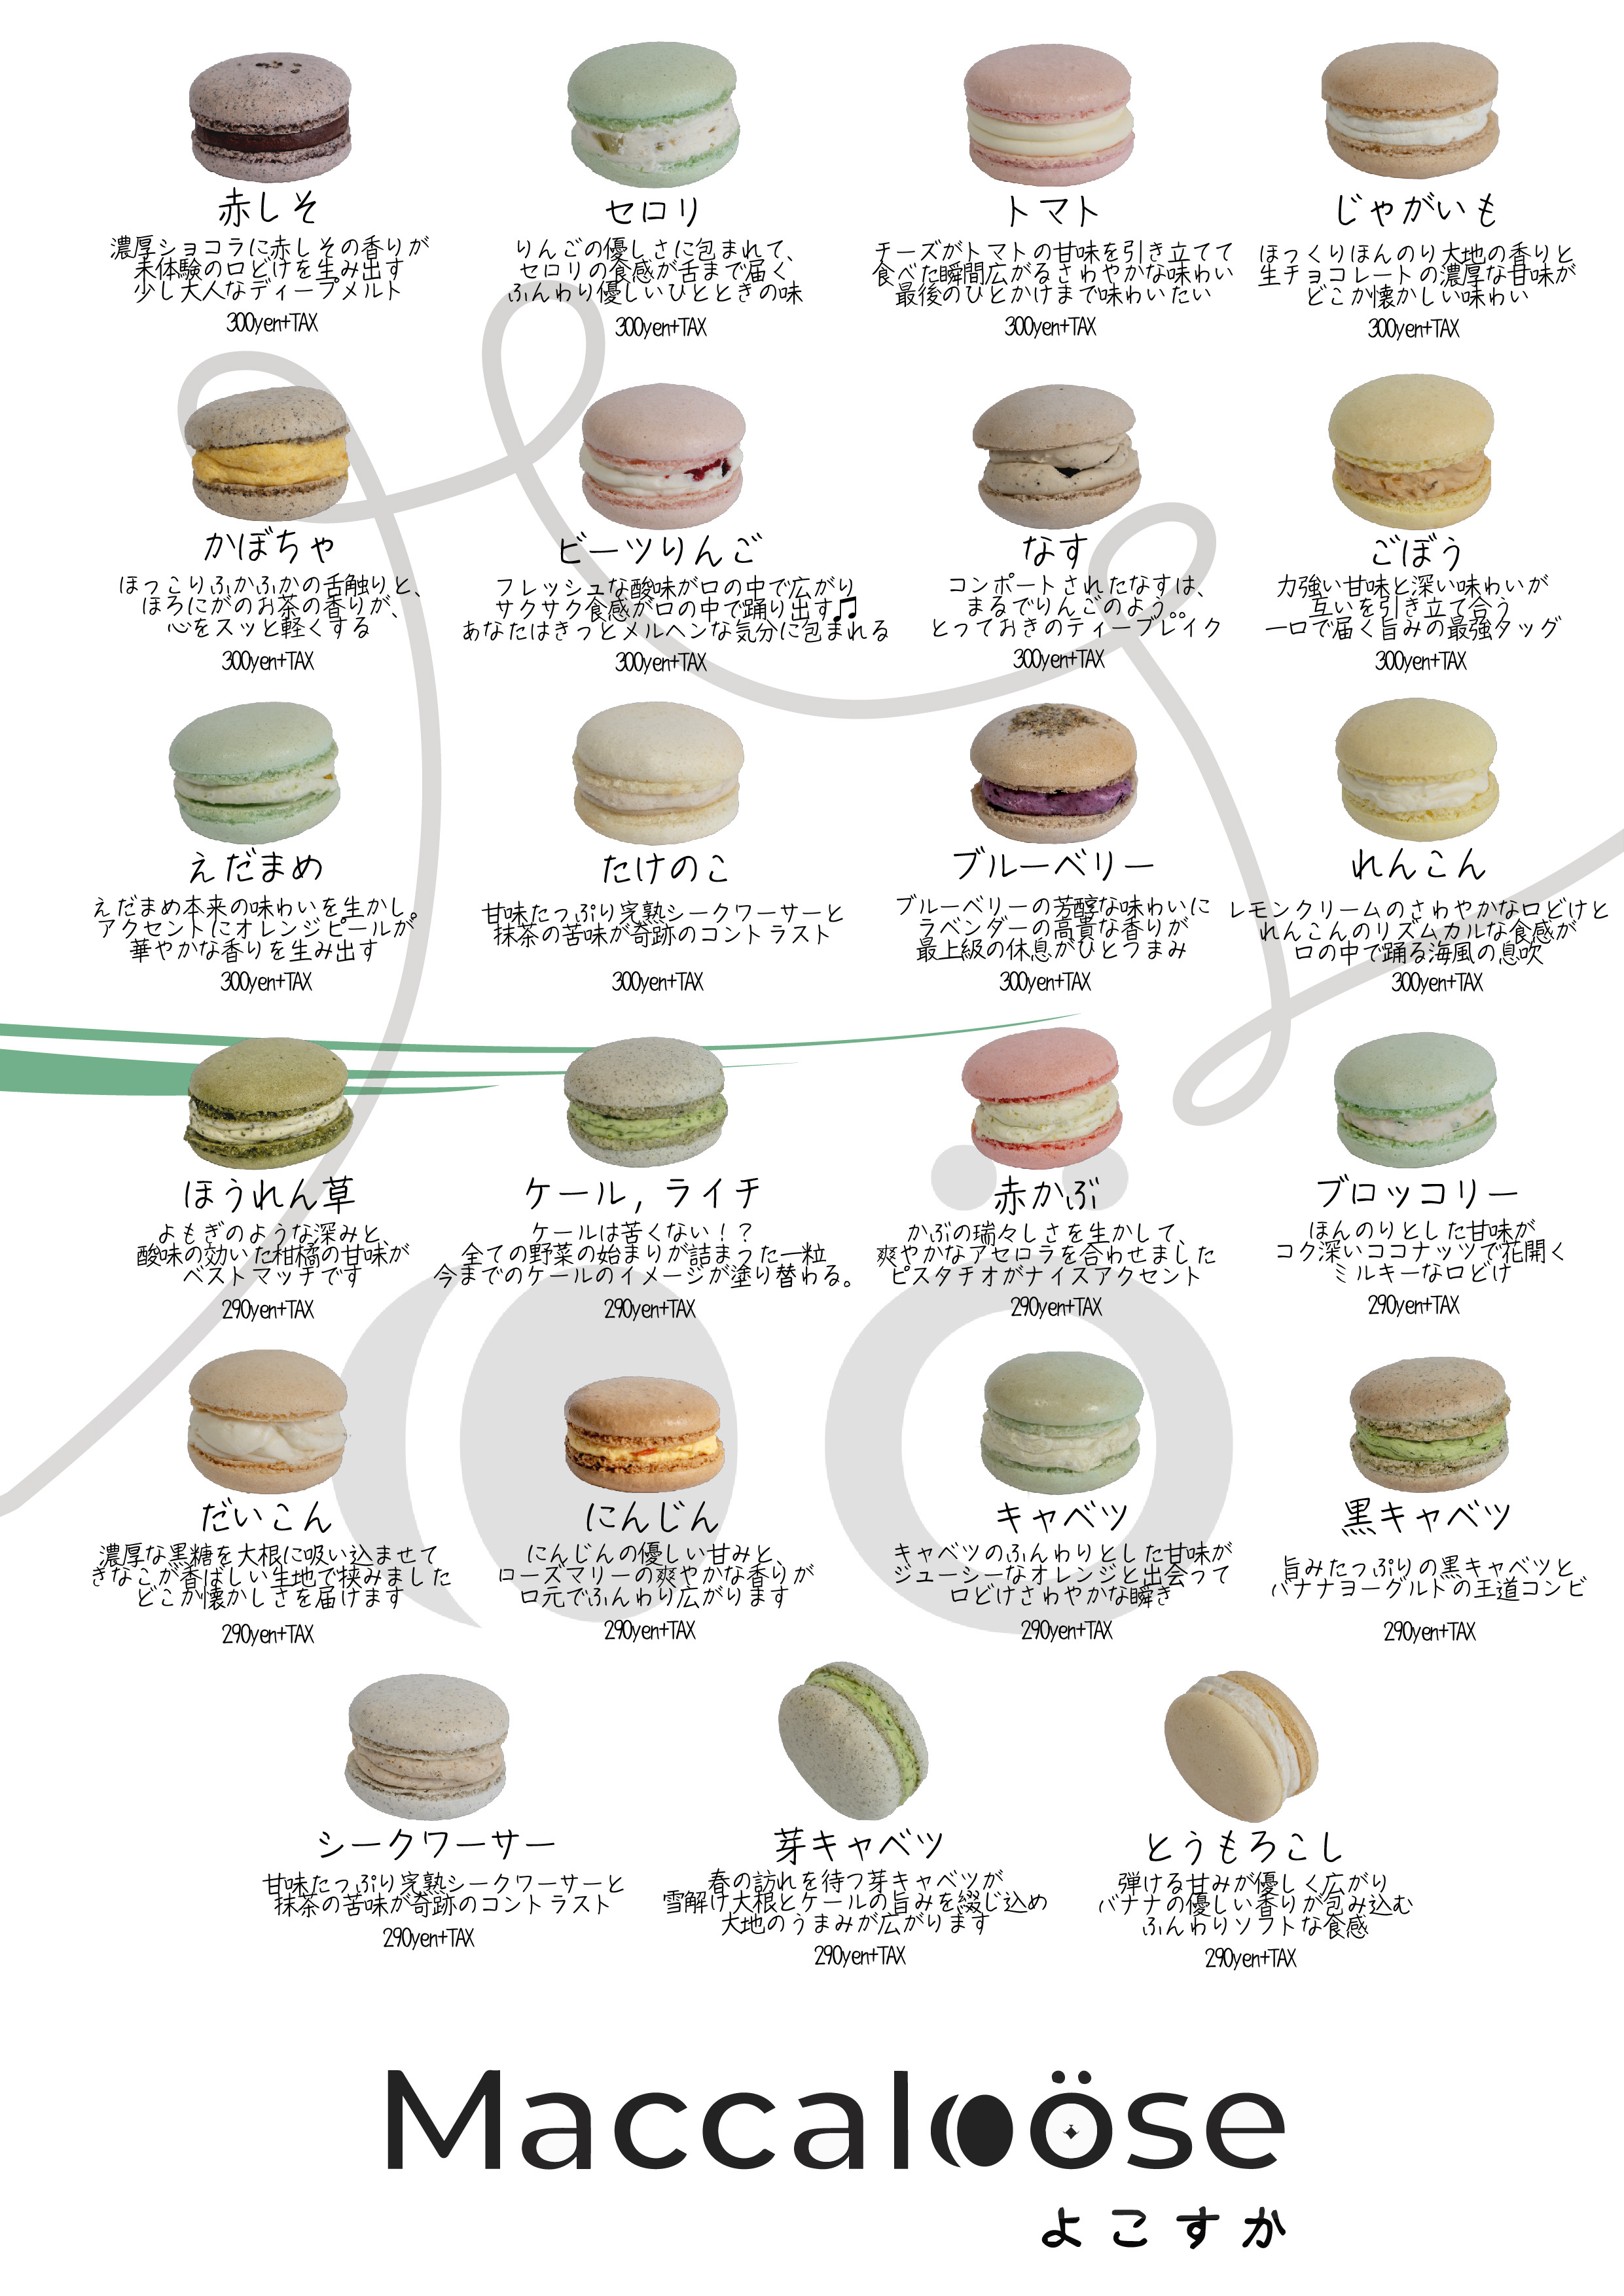 赤しそ
濃厚ショコラに赤しその香りが
未体験の口どけを生み出す
少し大人なディープメルト
300yen+TAX
セロリ
りんごの優しさに包まれて、
セロリの食感が舌まで届く
ふんわり優しいひとときの味
300yen+TAX
トマト
チーズがトマトの甘味を引き立てて
食べた瞬間広がるさわやかな味わい
最後のひとかけまで味わいたい
300yen+TAX
じゃがいも
ほっくりほんのり大地の香りと
生チョコレートの濃厚な甘味が
どこか懐かしい味わい
300yen+TAX
かぼちゃ
ほっこりふかふかの舌触りと、
ほろにがのお茶の香りが、
心をスッと軽くする
300yen+TAX
ビーツりんご
フレッシュな酸味が口の中で広がり
サクサク食感が口の中で踊り出す♫
あなたはきっとメルヘンな気分に包まれる
300yen+TAX
なす
コンポートされたなすは、
まるでりんごのよう。。
とっておきのティーブレイク
300yen+TAX
ごぼう
力強い甘味と深い味わいが
互いを引き立て合う
一口で届く旨みの最強タッグ
300yen+TAX
えだまめ
えだまめ本来の味わいを生かし。
アクセントにオレンジピールが
華やかな香りを生み出す
300yen+TAX
たけのこ
甘味たっぷり完熟シークワーサーと
抹茶の苦味が奇跡のコントラスト
300yen+TAX
ブルーベリー
ブルーベリーの芳醇な味わいに
ラベンダーの高貴な香りが
最上級の休息がひとつまみ
300yen+TAX
れんこん
レモンクリームのさわやかな口どけと
れんこんのリズムカルな食感が
口の中で踊る海風の息吹
300yen+TAX
ほうれん草
よもぎのような深みと、
酸味の効いた柑橘の甘味が
ベストマッチです
290yen+TAX
ケール, ライチ
ケールは苦くない！？
全ての野菜の始まりが詰まった一粒
今までのケールのイメージが塗り替わる。
290yen+TAX
赤かぶ
かぶの瑞々しさを生かして、
爽やかなアセロラを合わせました
ピスタチオがナイスアクセント
290yen+TAX
ブロッコリー
ほんのりとした甘味が
コク深いココナッツで花開く
ミルキーな口どけ
290yen+TAX
だいこん
濃厚な黒糖を大根に吸い込ませて
きなこが香ばしい生地で挟みました
どこか懐かしさを届けます
290yen+TAX
にんじん
にんじんの優しい甘みと、
ローズマリーの爽やかな香りが
口元でふんわり広がります
290yen+TAX
キャベツ
キャベツのふんわりとした甘味が
ジューシーなオレンジと出会って
口どけさわやかな瞬き
290yen+TAX
黒キャベツ
旨みたっぷりの黒キャベツと
バナナヨーグルトの王道コンビ
290yen+TAX
シークワーサー
甘味たっぷり完熟シークワーサーと
抹茶の苦味が奇跡のコントラスト
290yen+TAX
芽キャベツ
春の訪れを待つ芽キャベツが
雪解け大根とケールの旨みを綴じ込め
大地のうまみが広がります
290yen+TAX
とうもろこし
弾ける甘みが優しく広がり
バナナの優しい香りが包み込む
ふんわりソフトな食感
290yen+TAX
Maccaloöse
よこすか